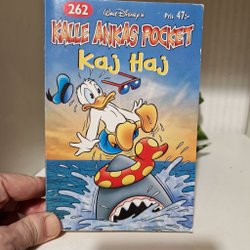 262
Walt Disney's
Pris 47:-
KALLE ANKAS POCKET
Kaj Haj